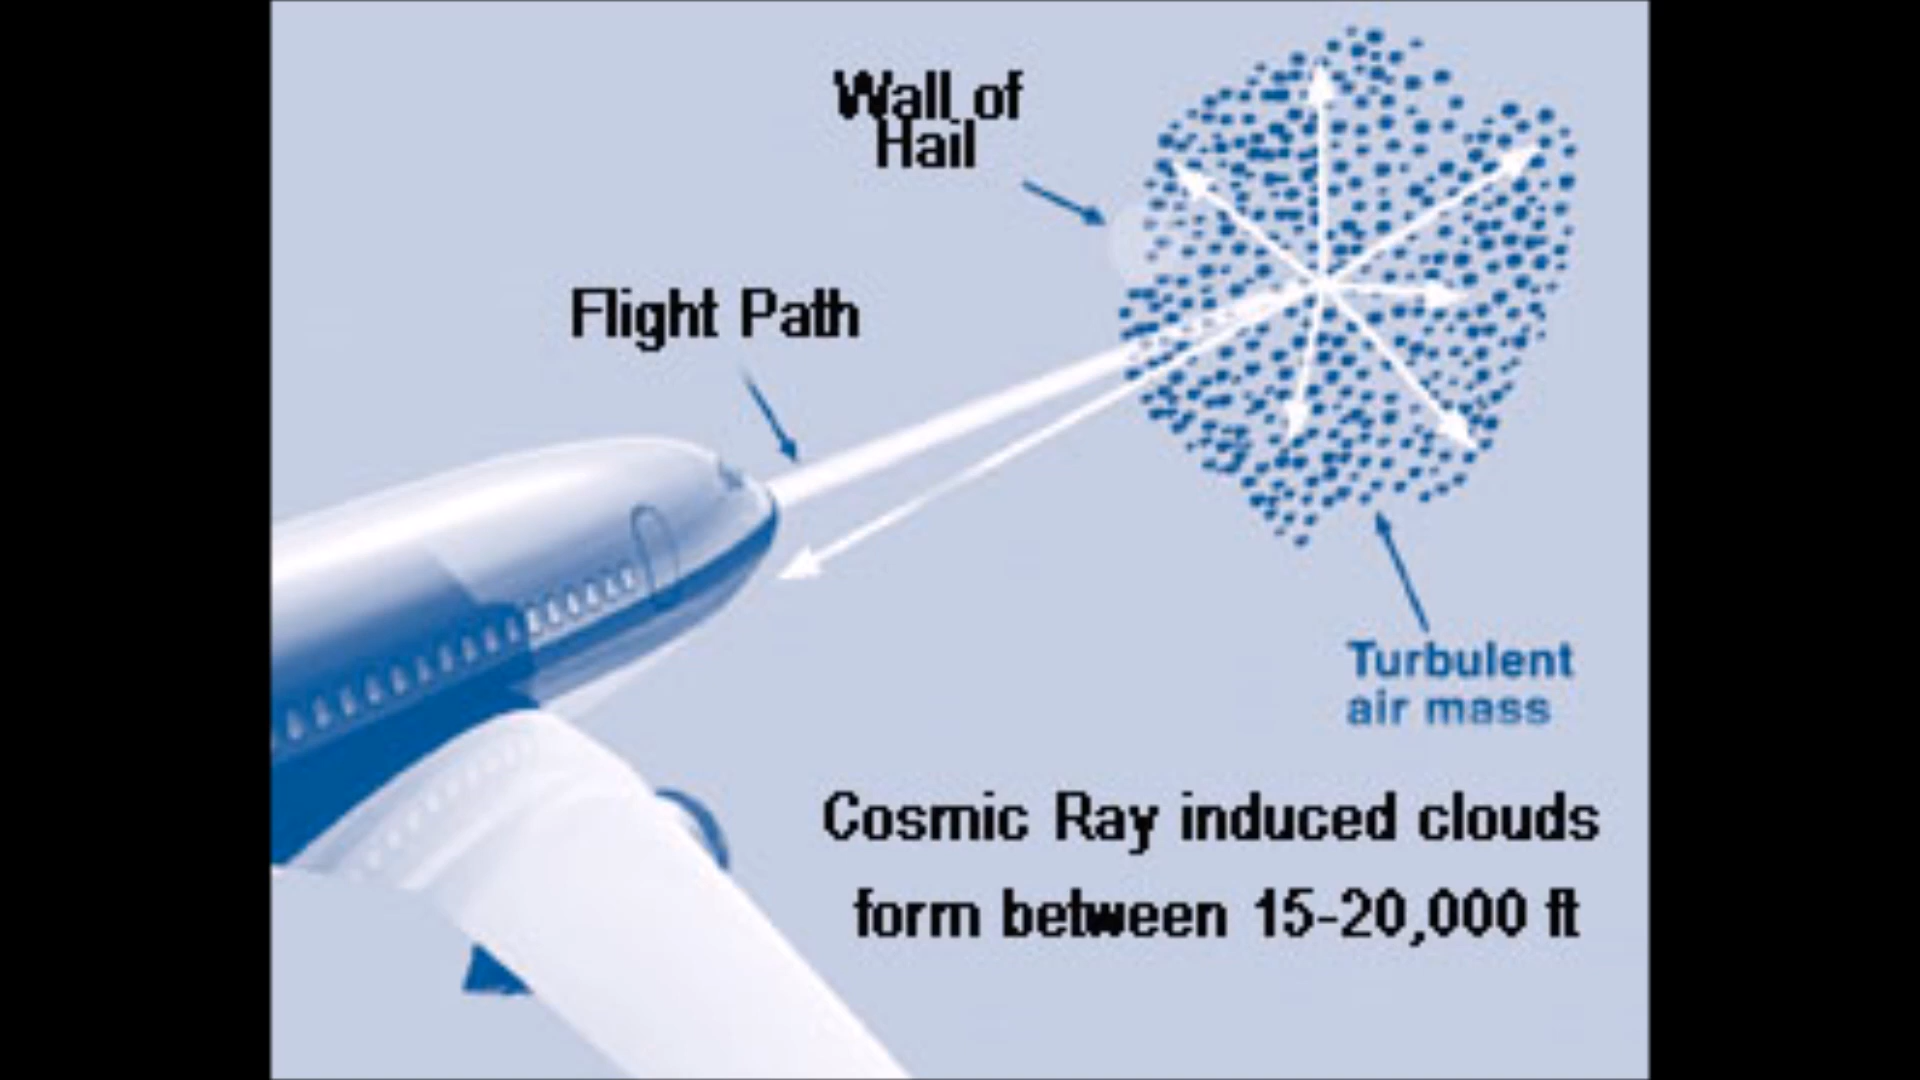 Wall of
Hail
Flight Path
Turbulent
air mass
Cosmic Ray induced clouds
form between 15-20,000 ft